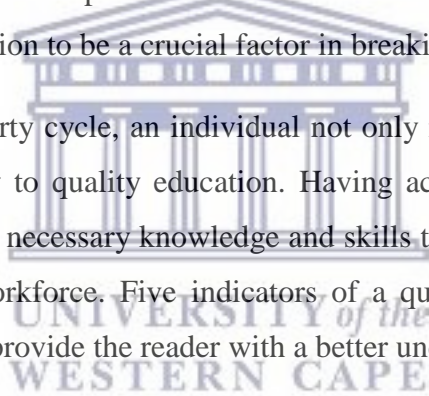 ion to be a crucial factor in breaki
rty cycle, an individual not only
to quality education. Having ac
necessary knowledge and skills t
orkforce. Five indicators of a qu
UNIVERSITY of the
provide the reader with a better un
WESTERN CAPE